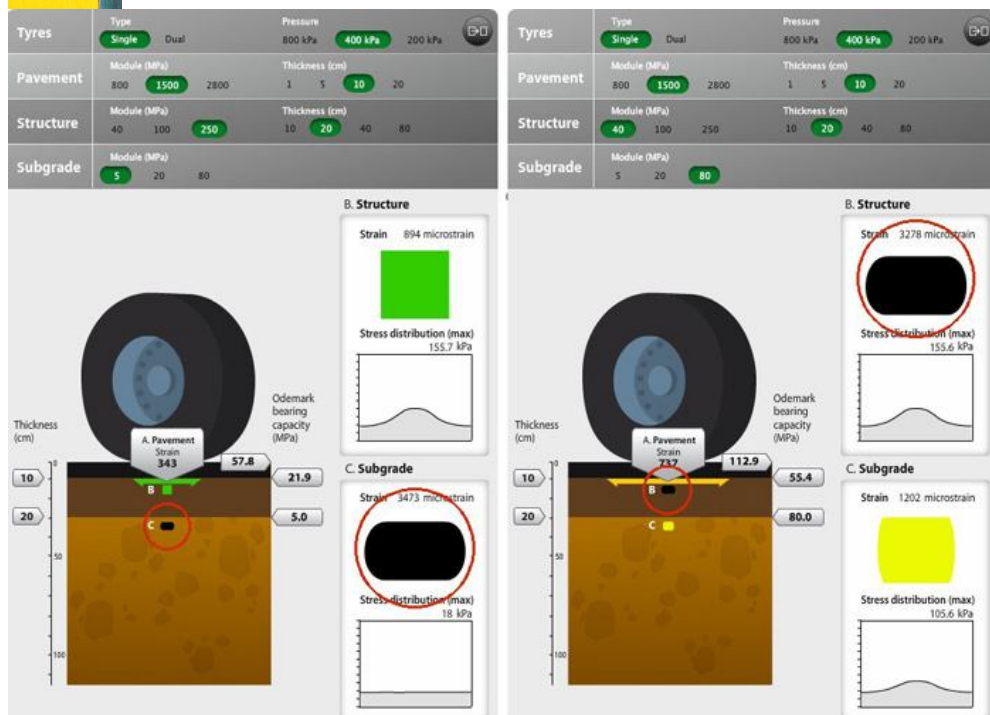 Tyres
Type
Single Dual
Pressure
800 kPa 400 kPa 200 kPa
Pavement
Module (MPa)
800 1500 2800
Thickness (cm)
1 5 10 20
Structure
Module (MPa)
40 100 250
Thickness (cm)
10 20 40 80
Subgrade
Module (MPa)
5 20 80
B. Structure
Strain 894 microstrain
Stress distribution (max)
155.7 kPa
Thickness
(cm)
Odemark
bearing
capacity
(MPa)
A. Pavement
Strain
343
57.8
0
10
21.9
B
20
5.0
C
50
100
C. Subgrade
Strain 3473 microstrain
Stress distribution (max)
18 kPa
Tyres
Type
Single Dual
Pressure
800 kPa 400 kPa 200 kPa
Pavement
Module (MPa)
800 1500 2800
Thickness (cm)
1 5 10 20
Structure
Module (MPa)
40 100 250
Thickness (cm)
10 20 40 80
Subgrade
Module (MPa)
5 20 80
B. Structure
Strain 3278 microstrain
Stress distribution (max)
155.6 kPa
Thickness
(cm)
Odemark
bearing
capacity
(MPa)
A. Pavement
Strain
737
112.9
0
10
55.4
B
20
80.0
C
50
100
C. Subgrade
Strain 1202 microstrain
Stress distribution (max)
105.6 kPa